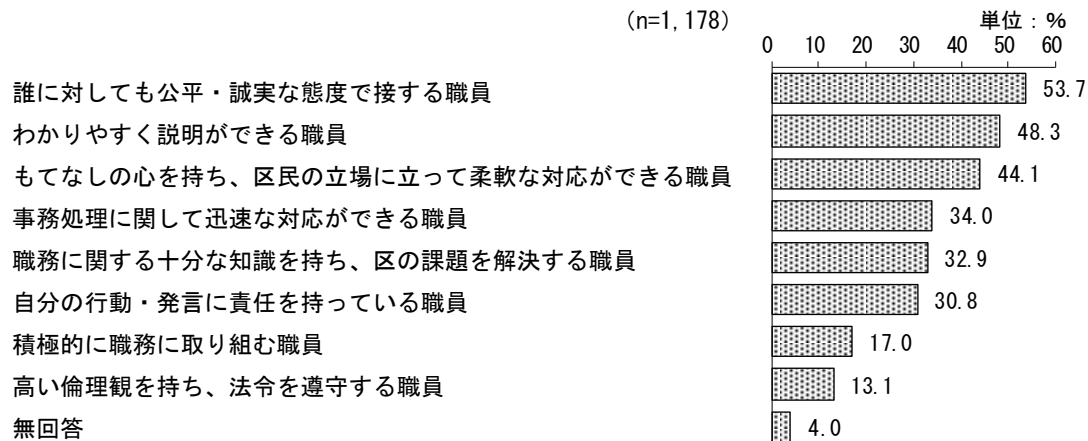 (n=1,178)
単位：%
0 10 20 30 40 50 60
誰に対しても公平・誠実な態度で接する職員 53.7
わかりやすく説明ができる職員 48.3
もてなしの心を持ち、区民の立場に立って柔軟な対応ができる職員 44.1
事務処理に関して迅速な対応ができる職員 34.0
職務に関する十分な知識を持ち、区の課題を解決する職員 32.9
自分の行動・発言に責任を持っている職員 30.8
積極的に職務に取り組む職員 17.0
高い倫理観を持ち、法令を遵守する職員 13.1
無回答 4.0